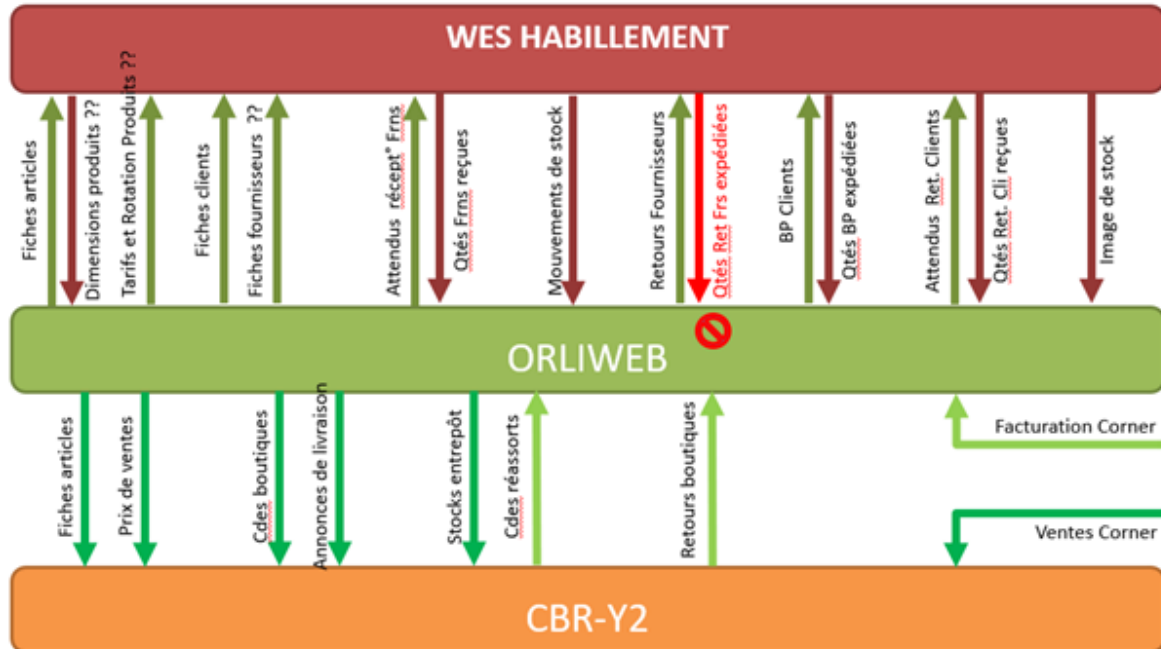 WES HABILLEMENT
Fiches articles
Dimensions produits ??
Tarifs et Rotation Produits ??
Fiches clients
Fiches fournisseurs ??
Attendus récept° Frns
Qtés Frns reçues
Mouvements de stock
Retours Fournisseurs
Qtés Ret Frs expédiées
BP Clients
Qtés BP expédiées
Attendus Ret. Clients
Qtés Ret. Cli reçues
Image de stock
ORLIWEB
Fiches articles
Prix de ventes
Cdes boutiques
Annonces de livraison
Stocks entrepôt
Cdes réassorts
Retours boutiques
Facturation Corner
Ventes Corner
CBR-Y2